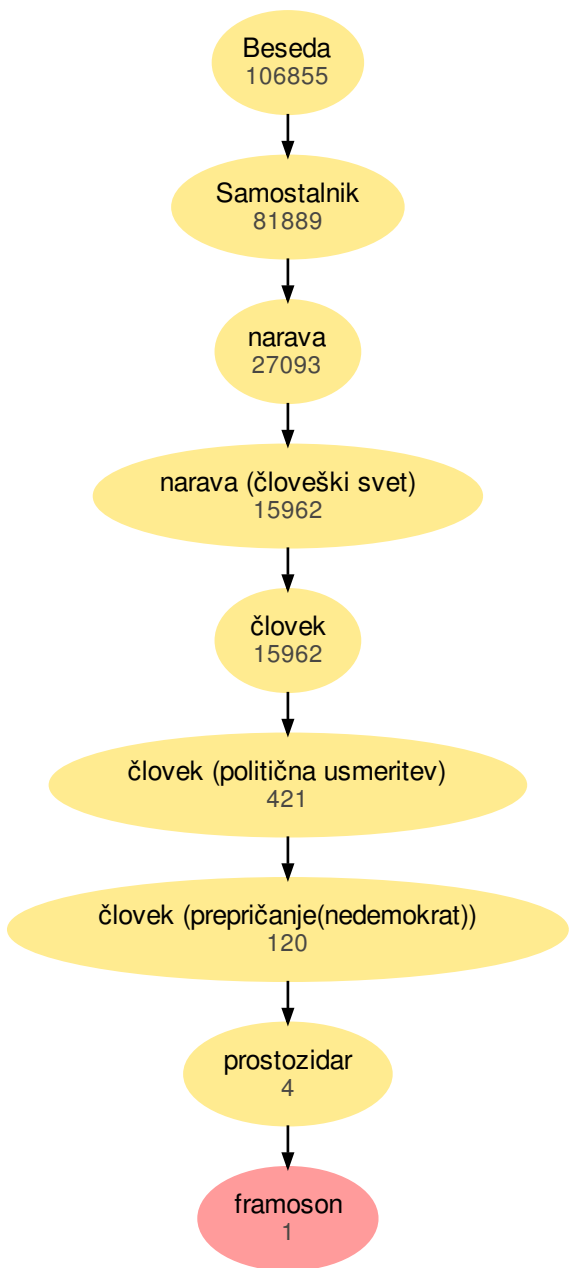 Beseda
106855
Samostalnik
81889
narava
27093
narava (človeški svet)
15962
človek
15962
človek (politična usmeritev)
421
človek (prepričanje(nedemokrat))
120
prostozidar
4
framoson
1